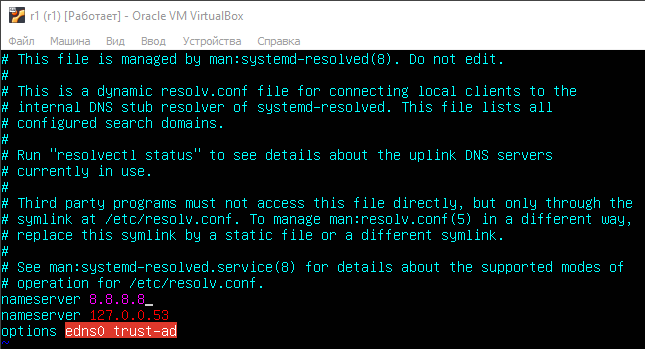 r1 (r1) [Работает] - Oracle VM VirtualBox
Файл Машина Вид Ввод Устройства Справка
# This file is managed by man:systemd-resolved(8). Do not edit.
#
# This is a dynamic resolv.conf file for connecting local clients to the
# internal DNS stub resolver of systemd-resolved. This file lists all
# configured search domains.
#
# Run "resolvectl status" to see details about the uplink DNS servers
# currently in use.
#
# Third party programs must not access this file directly, but only through the
# symlink at /etc/resolv.conf. To manage man:resolv.conf(5) in a different way,
# replace this symlink by a static file or a different symlink.
#
# See man:systemd-resolved.service(8) for details about the supported modes of
# operation for /etc/resolv.conf.
nameserver 8.8.8.8
nameserver 127.0.0.53
options edns0 trust-ad
~